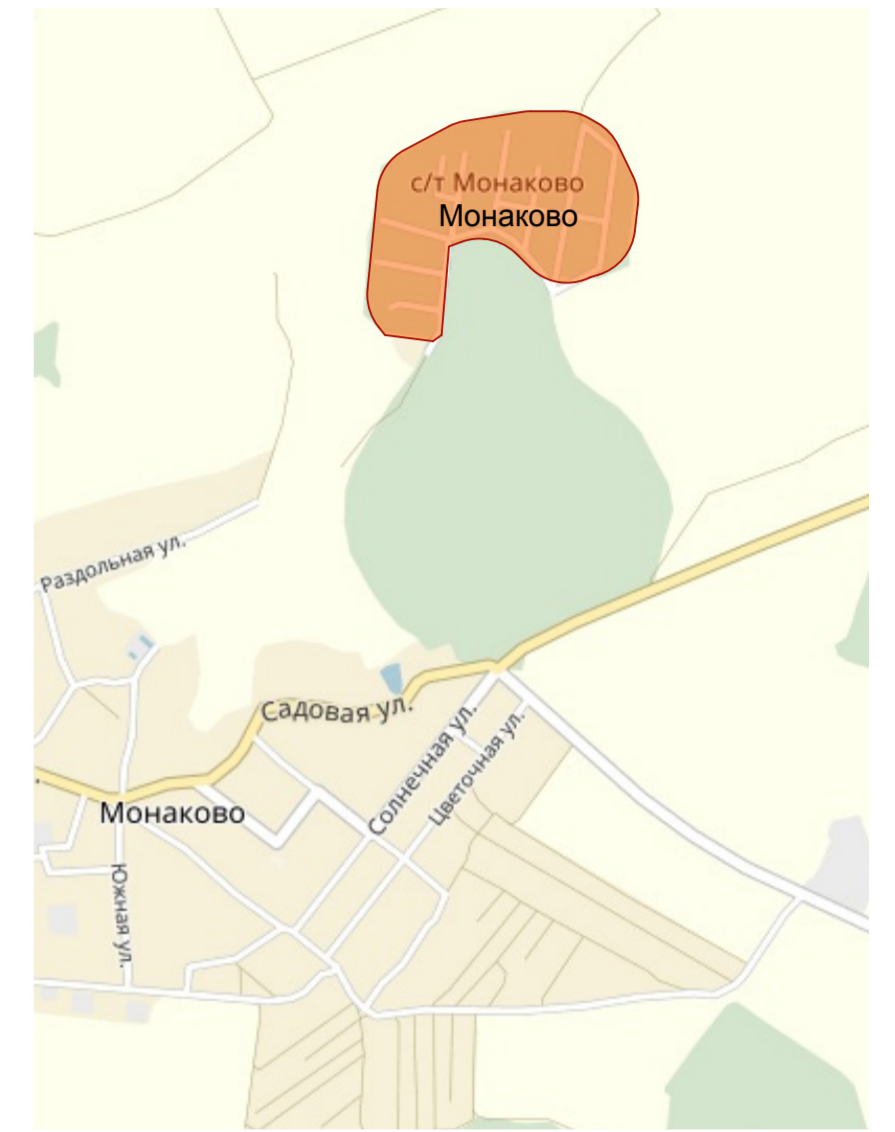 с/т Монаково
Монаково
Раздольная ул.
Садовая ул.
Солнечная ул.
Цветочная ул.
Монаково
Южная ул.